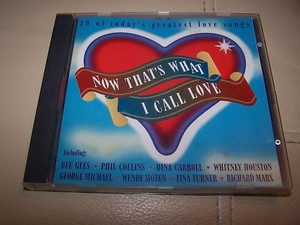 of today's greatest love songs
NOW THAT'S WHAT
I CALL LOVE
Including:
BEE GEES • PHIL COLLINS • DINA CARROLL • WHITNEY HOUSTON
GEORGE MICHAEL • WENDY MOTEN • TINA TURNER • RICHARD MARX